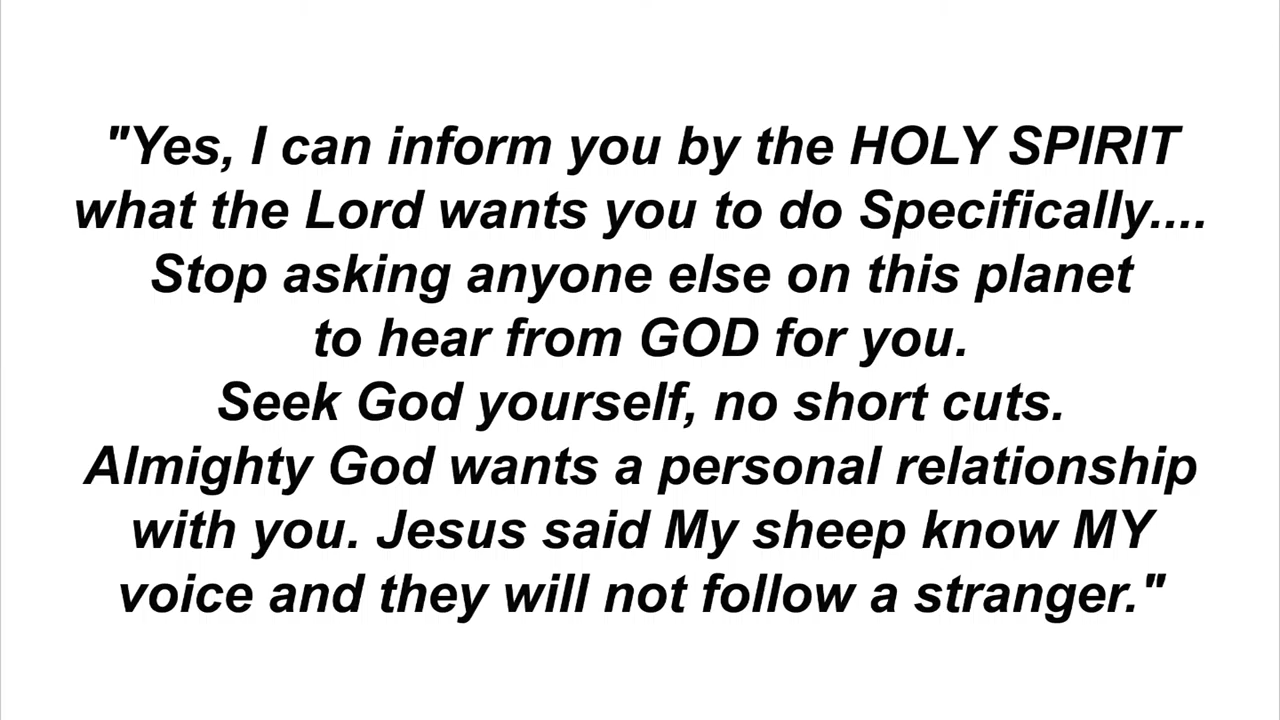 "Yes, I can inform you by the HOLY SPIRIT
what the Lord wants you to do Specifically....
Stop asking anyone else on this planet
to hear from GOD for you.
Seek God yourself, no short cuts.
Almighty God wants a personal relationship
with you. Jesus said My sheep know MY
voice and they will not follow a stranger."